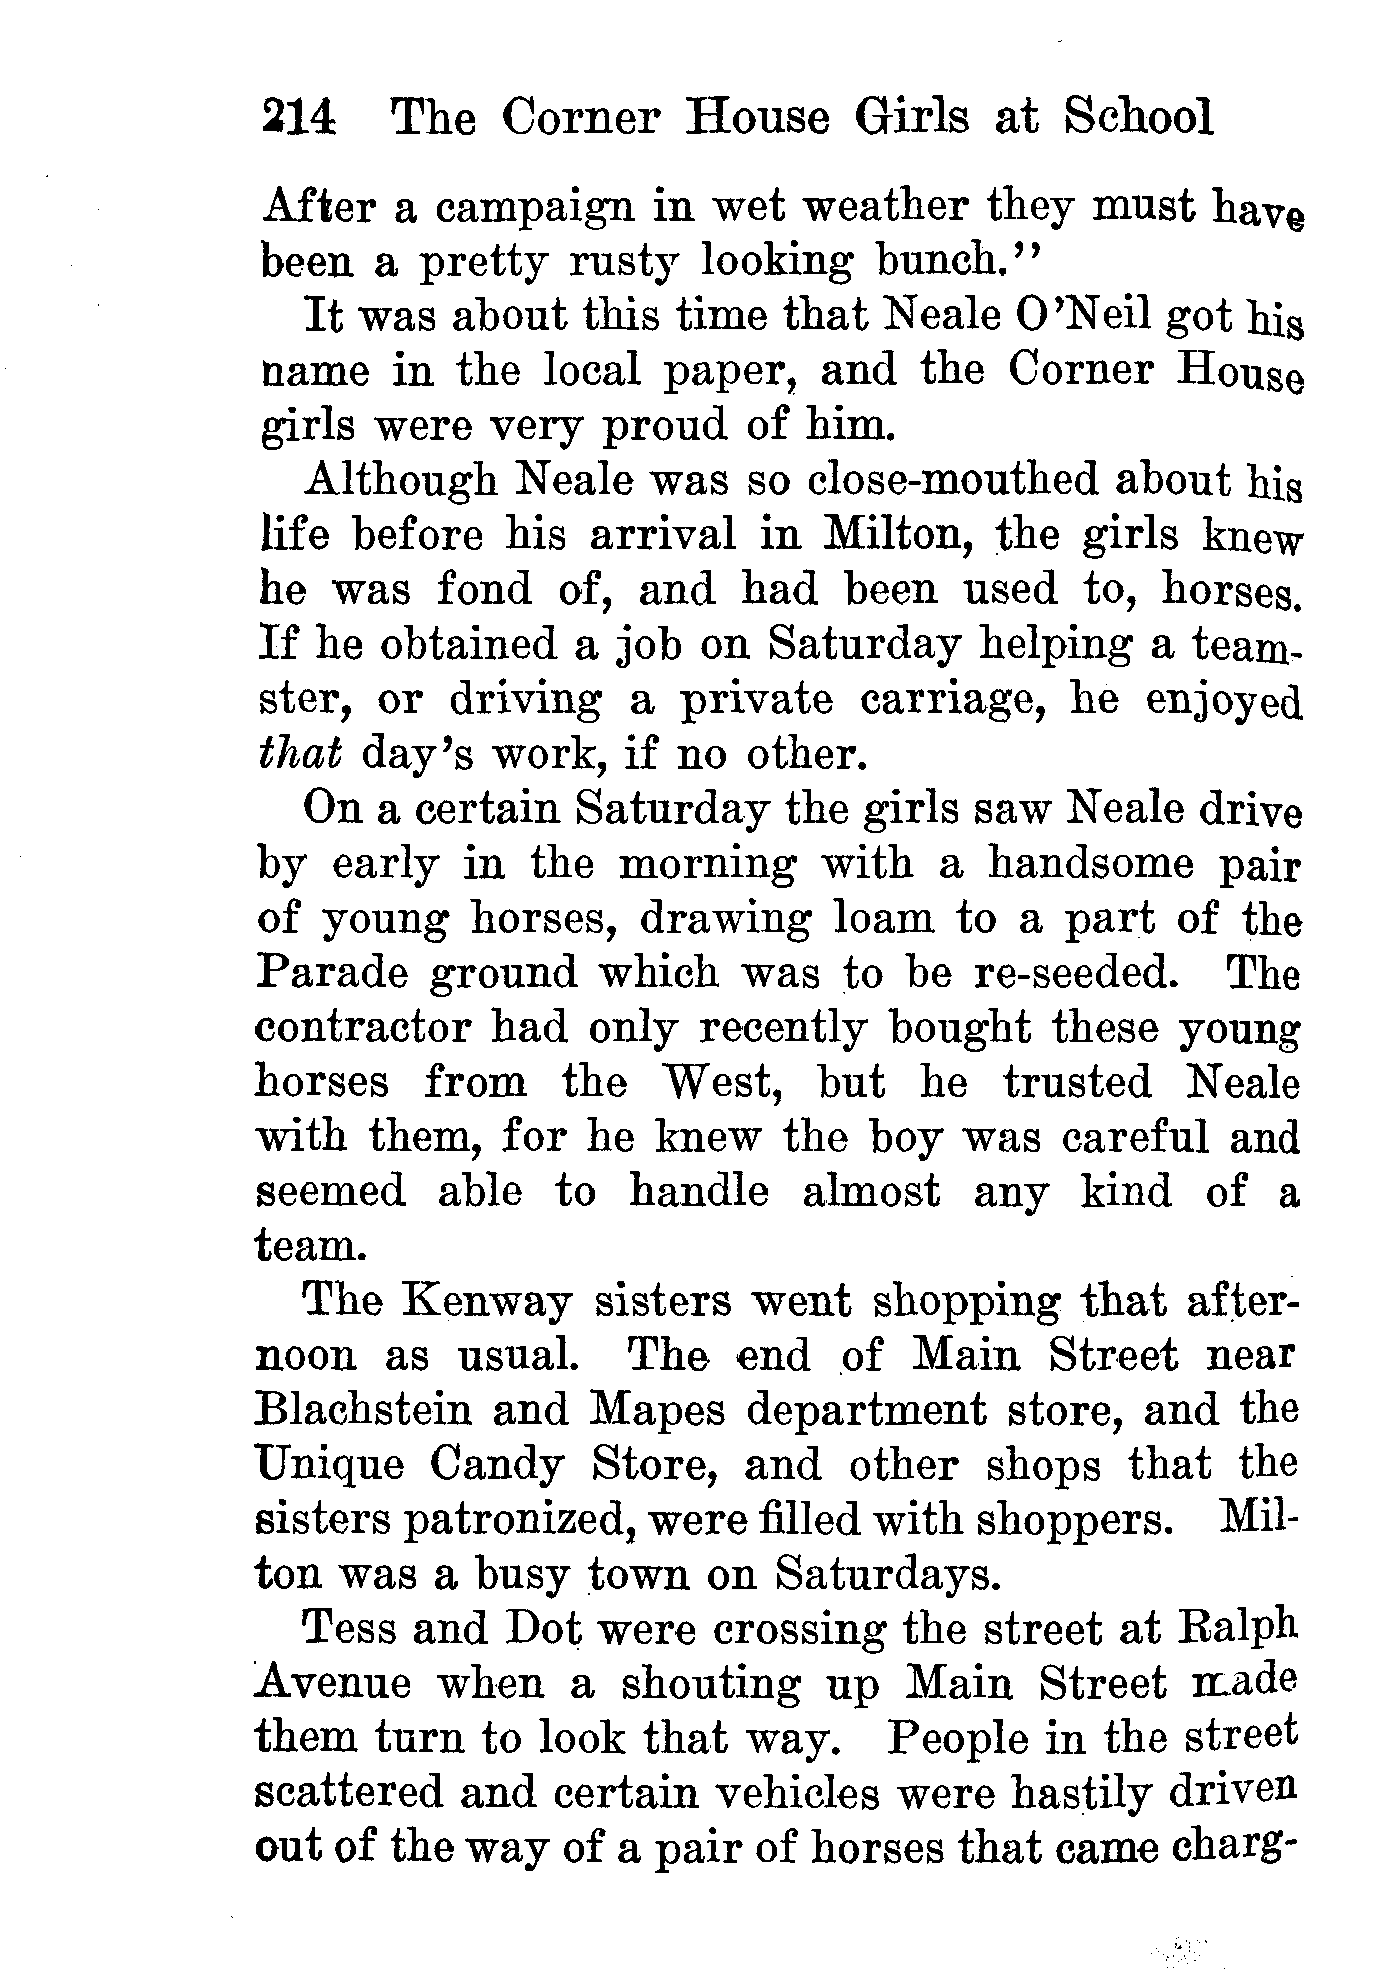 214 The Corner House Girls at School
After a campaign in wet weather they must have
been a pretty rusty looking bunch.''
It was about this time that Neale O'Neil got his
name in the local paper, and the Corner House
girls were very proud of him.
Although Neale was so close-mouthed about his
life before his arrival in Milton, the girls knew
he was fond of, and had been used to, horses.
If he obtained a job on Saturday helping a team-
ster, or driving a private carriage, he enjoyed
that day's work, if no other.
On a certain Saturday the girls saw Neale drive
by early in the morning with a handsome pair
of young horses, drawing loam to a part of the
Parade ground which was to be re-seeded. The
contractor had only recently bought these young
horses from the West, but he trusted Neale
with them, for he knew the boy was careful and
seemed able to handle almost any kind of a
team.
The Kenway sisters went shopping that after-
noon as usual. The end of Main Street near
Blachstein and Mapes department store, and the
Unique Candy Store, and other shops that the
sisters patronized, were filled with shoppers. Mil-
ton was a busy town on Saturdays.
Tess and Dot were crossing the street at Ralph
Avenue when a shouting up Main Street made
them turn to look that way. People in the street
scattered and certain vehicles were hastily driven
out of the way of a pair of horses that came charg-